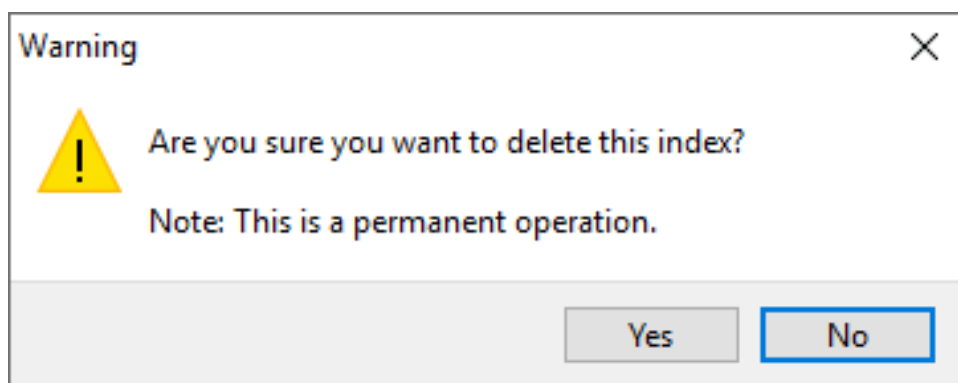 Warning
Are you sure you want to delete this index?
Note: This is a permanent operation.
Yes No